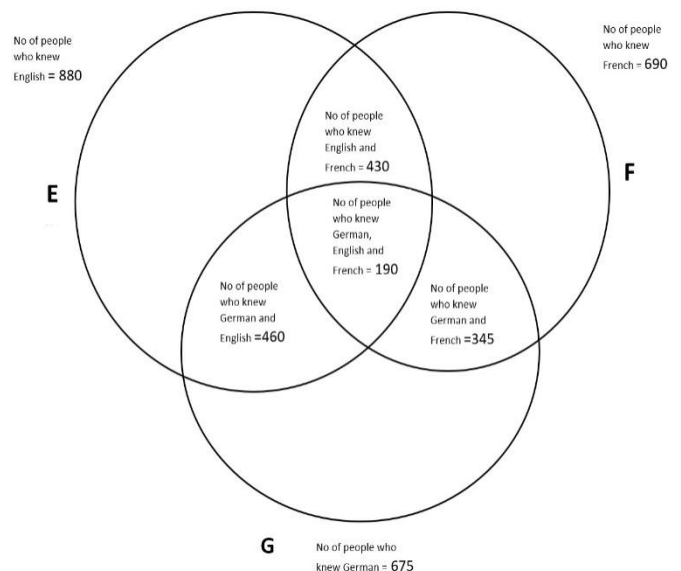 No of people
who knew
English = 880
No of people
who knew
French = 690
No of people
who knew
English and
French = 430
E
F
No of people
who knew
German,
English and
French = 190
No of people
who knew
German and
English =460
No of people
who knew
German and
French =345
G
No of people who
knew German = 675